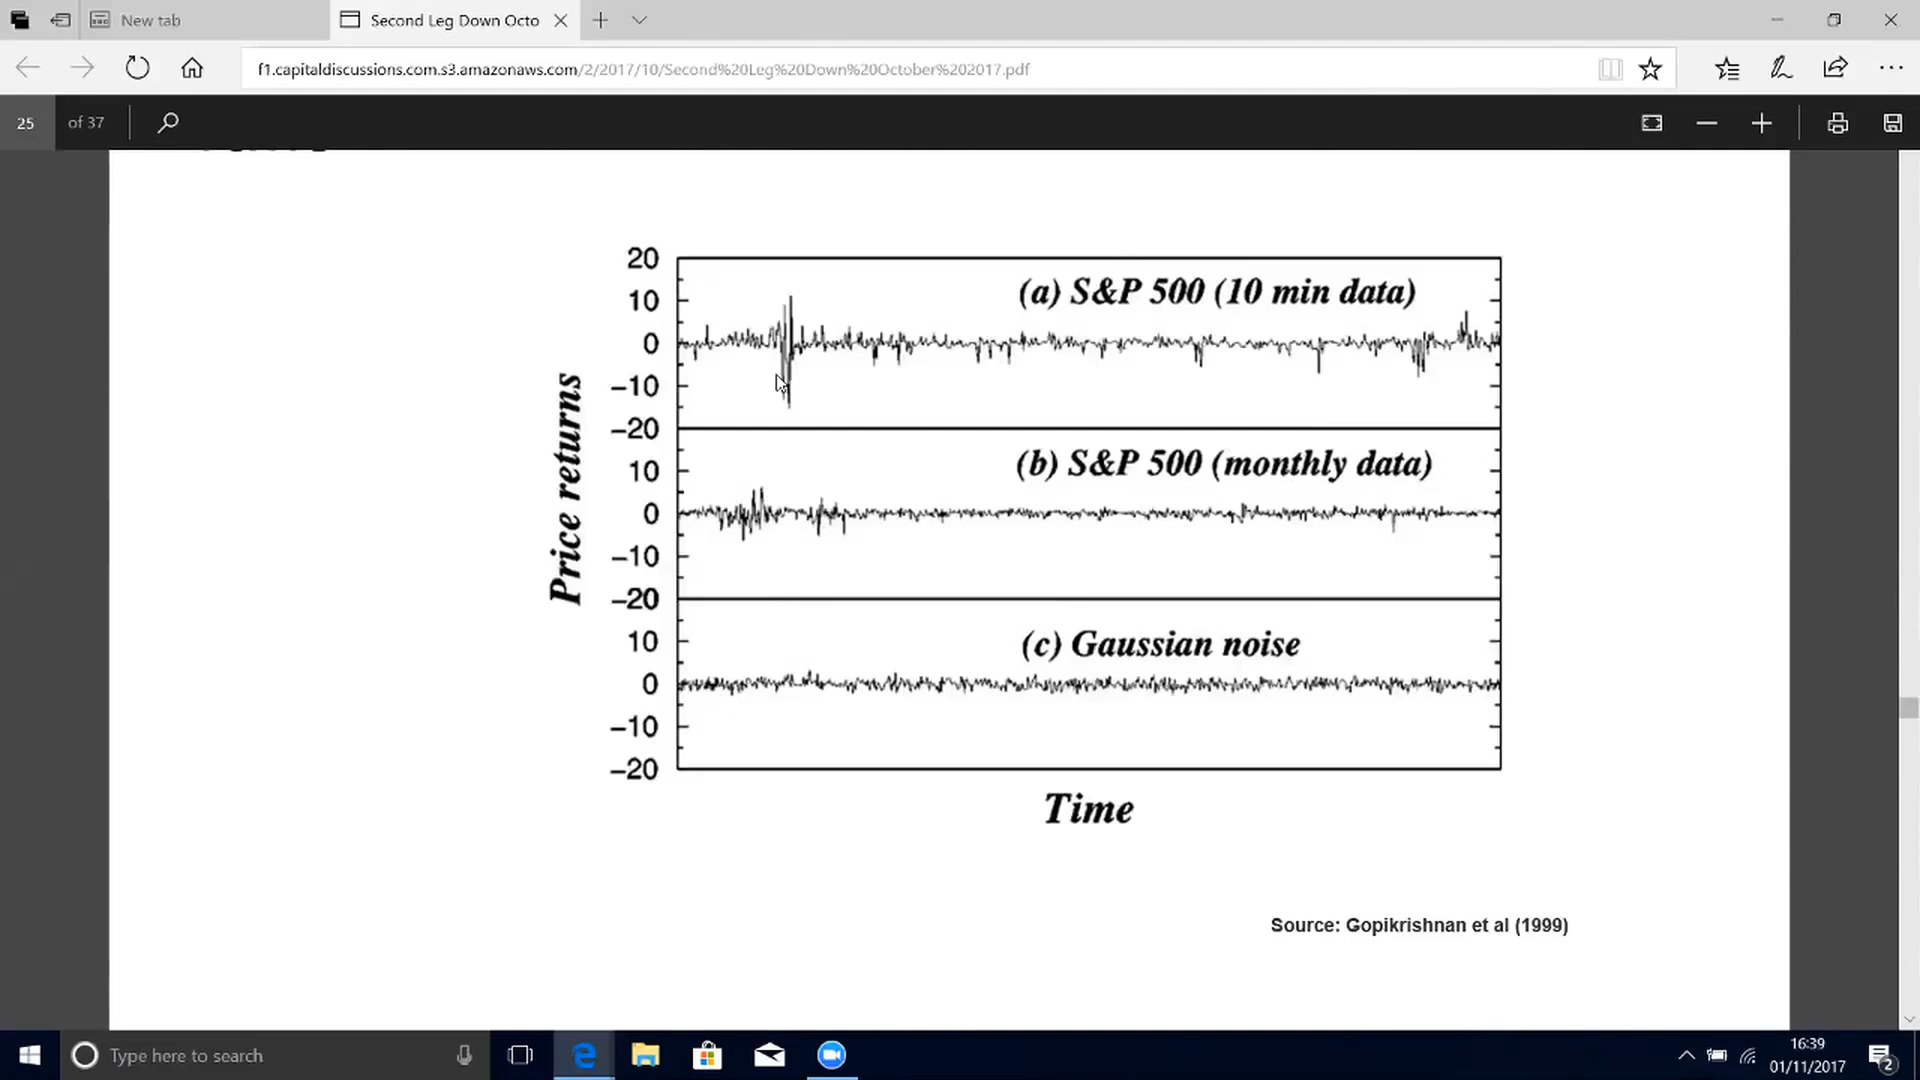 New tab
Second Leg Down Octo
f1.capitaldiscussions.com.s3.amazonaws.com/2/2017/10/Second%20Leg%20Down%20October%202017.pdf
25 of 37
20
10
0
−10
−20
10
0
−10
−20
10
0
−10
−20
Price returns
(a) S&P 500 (10 min data)
(b) S&P 500 (monthly data)
(c) Gaussian noise
Time
Source: Gopikrishnan et al (1999)
Type here to search
16:39
01/11/2017
2